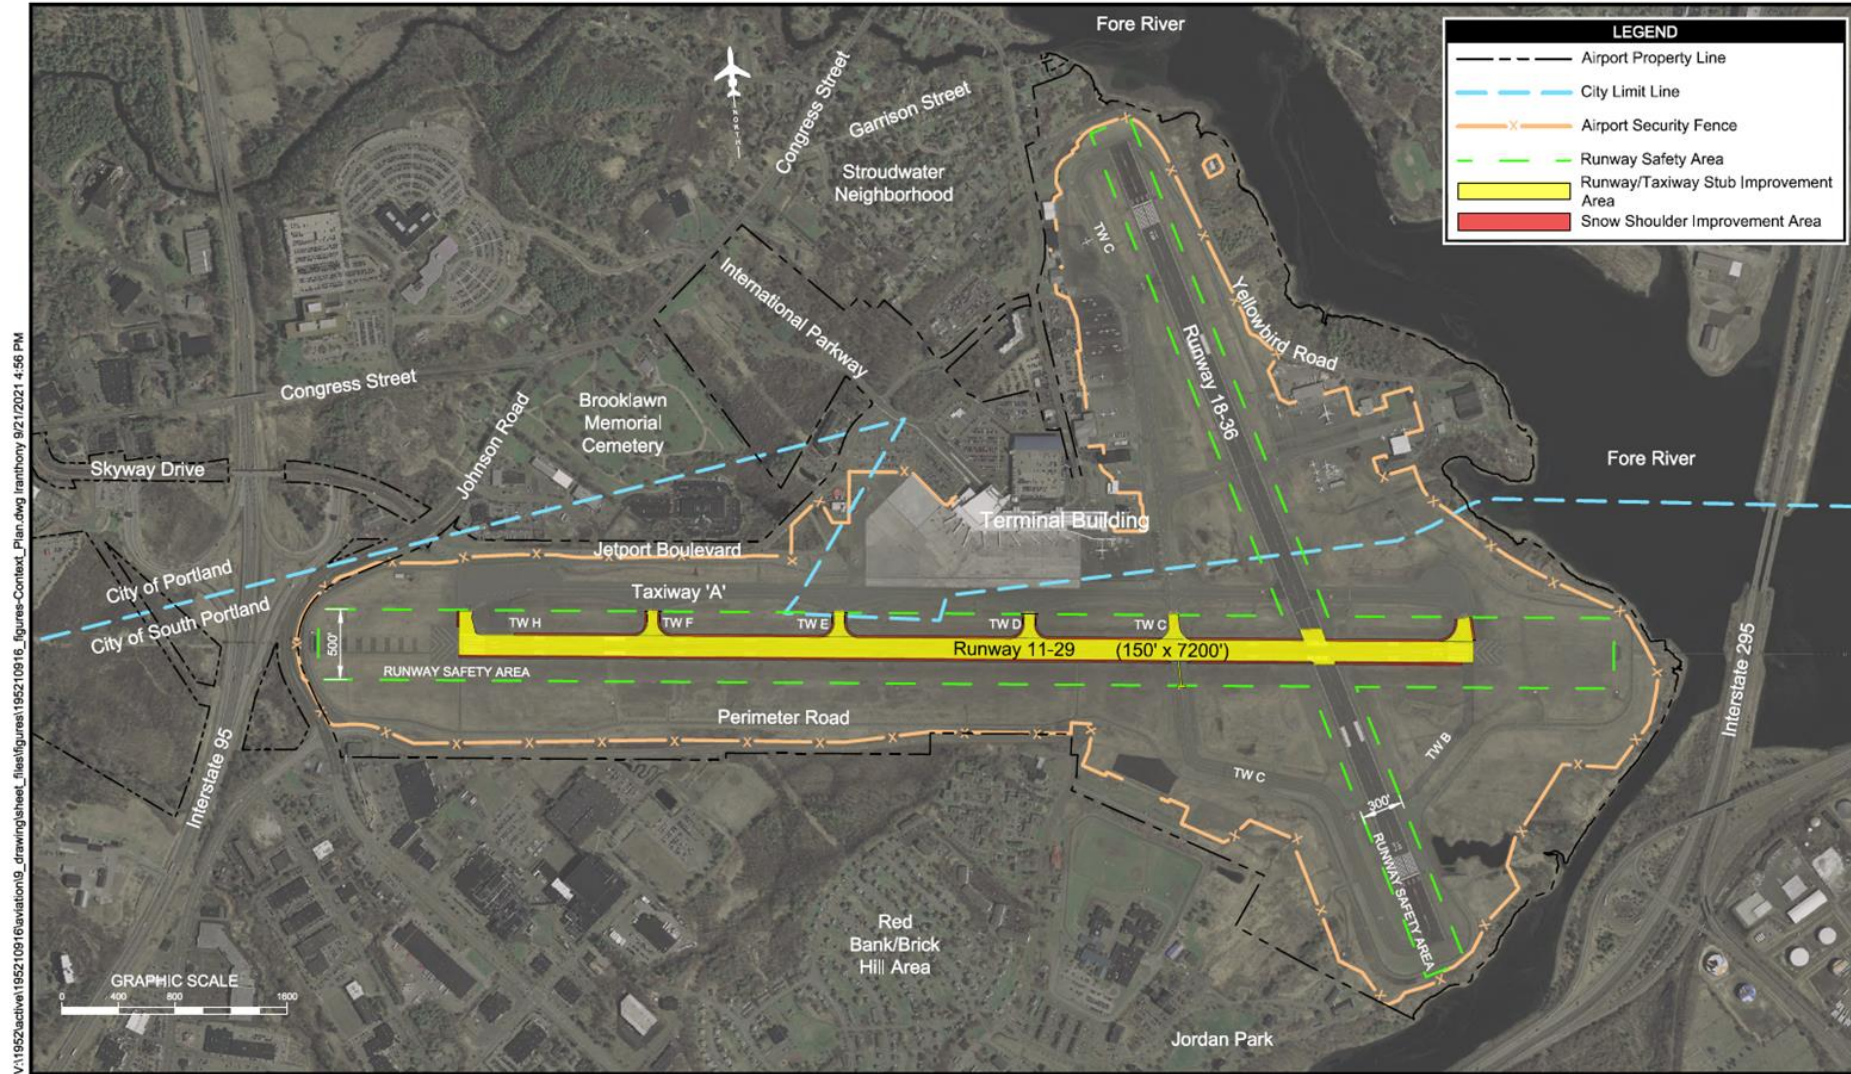 Fore River
LEGEND
Airport Property Line
City Limit Line
Airport Security Fence
Runway Safety Area
Runway/Taxiway Stub Improvement
Area
Snow Shoulder Improvement Area
NORTH
Congress Street
Garrison Street
Stroudwater
Neighborhood
TW C
International Parkway
Yellowbird Road
Runway 18-36
Congress Street
Johnson Road
Brooklawn
Memorial
Cemetery
Skyway Drive
Fore River
Terminal Building
Jetport Boulevard
City of Portland
City of South Portland
Taxiway 'A'
500'
TW H
TW F
TW E
TW D
TW C
Runway 11-29 (150' x 7200')
RUNWAY SAFETY AREA
Perimeter Road
Interstate 95
Interstate 295
TW B
TW C
300'
RUNWAY SAFETY AREA
Red
Bank/Brick
Hill Area
GRAPHIC SCALE
0 400 800 1600
Jordan Park